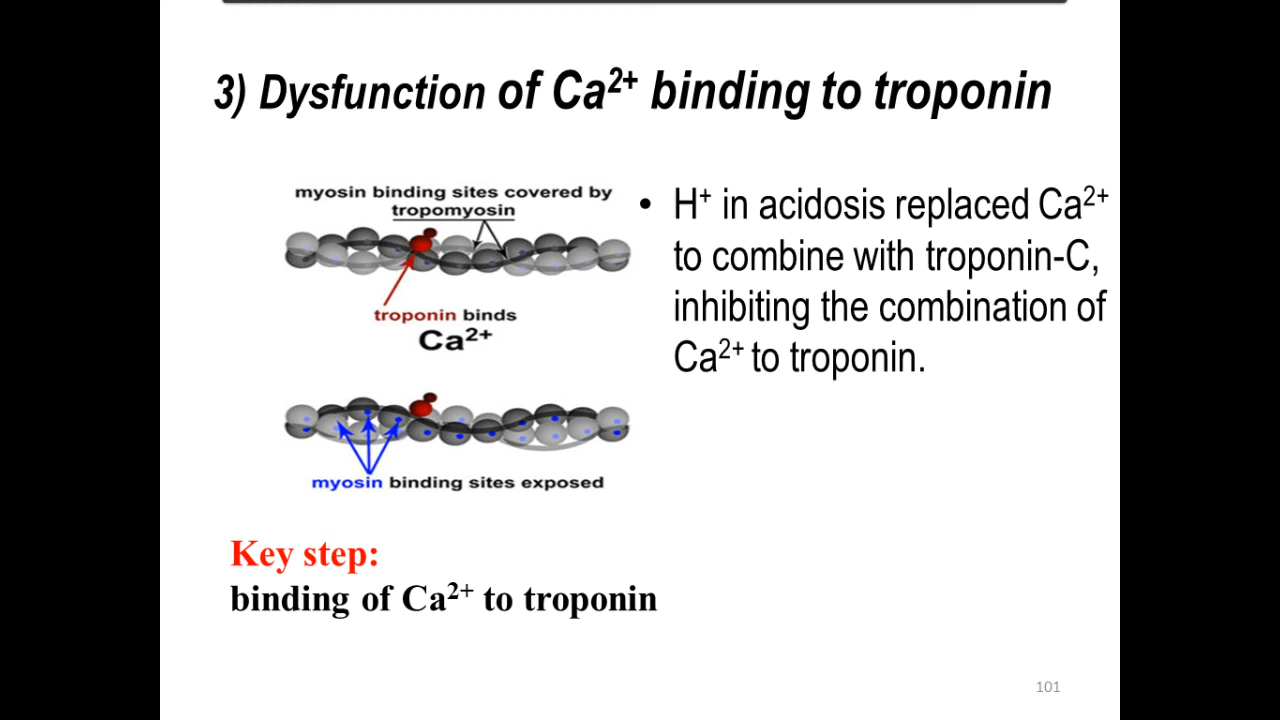 3) Dysfunction of Ca²⁺ binding to troponin
myosin binding sites covered by
tropomyosin
troponin binds
Ca²⁺
myosin binding sites exposed
• H⁺ in acidosis replaced Ca²⁺
to combine with troponin-C,
inhibiting the combination of
Ca²⁺ to troponin.
Key step:
binding of Ca²⁺ to troponin
101